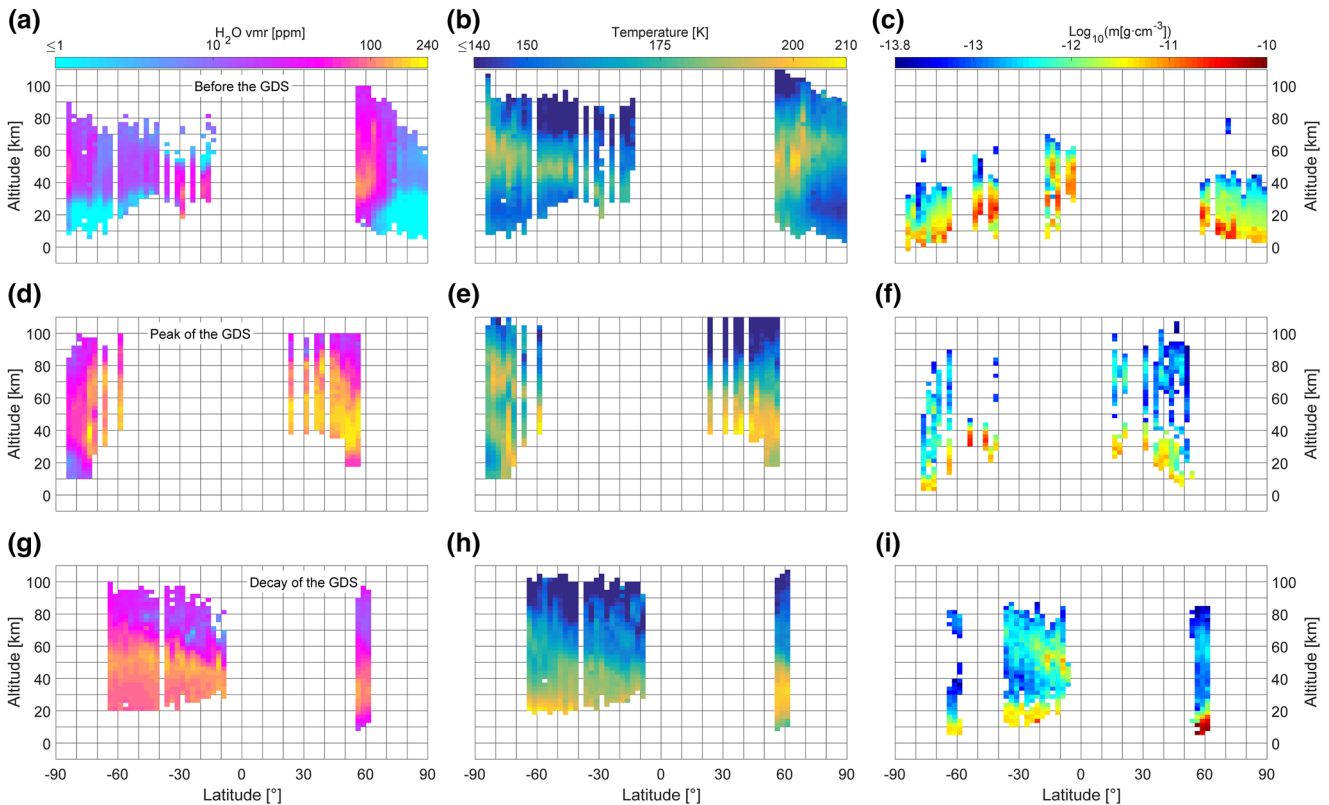 (a) (b) (c)
H2O vmr [ppm] Temperature [K] Log10(m[g·cm-3])
≤1 10 100 240 ≤140 150 175 200 210 -13.8 -13 -12 -11 -10
Before the GDS
Altitude [km]
100
80
60
40
20
0
100
80
60
40
20
0
Altitude [km]
(d) (e) (f)
Peak of the GDS
Altitude [km]
100
80
60
40
20
0
100
80
60
40
20
0
Altitude [km]
(g) (h) (i)
Decay of the GDS
Altitude [km]
100
80
60
40
20
0
100
80
60
40
20
0
Altitude [km]
-90 -60 -30 0 30 60 -90 -60 -30 0 30 60 -90 -60 -30 0 30 60 90
Latitude [°] Latitude [°] Latitude [°]